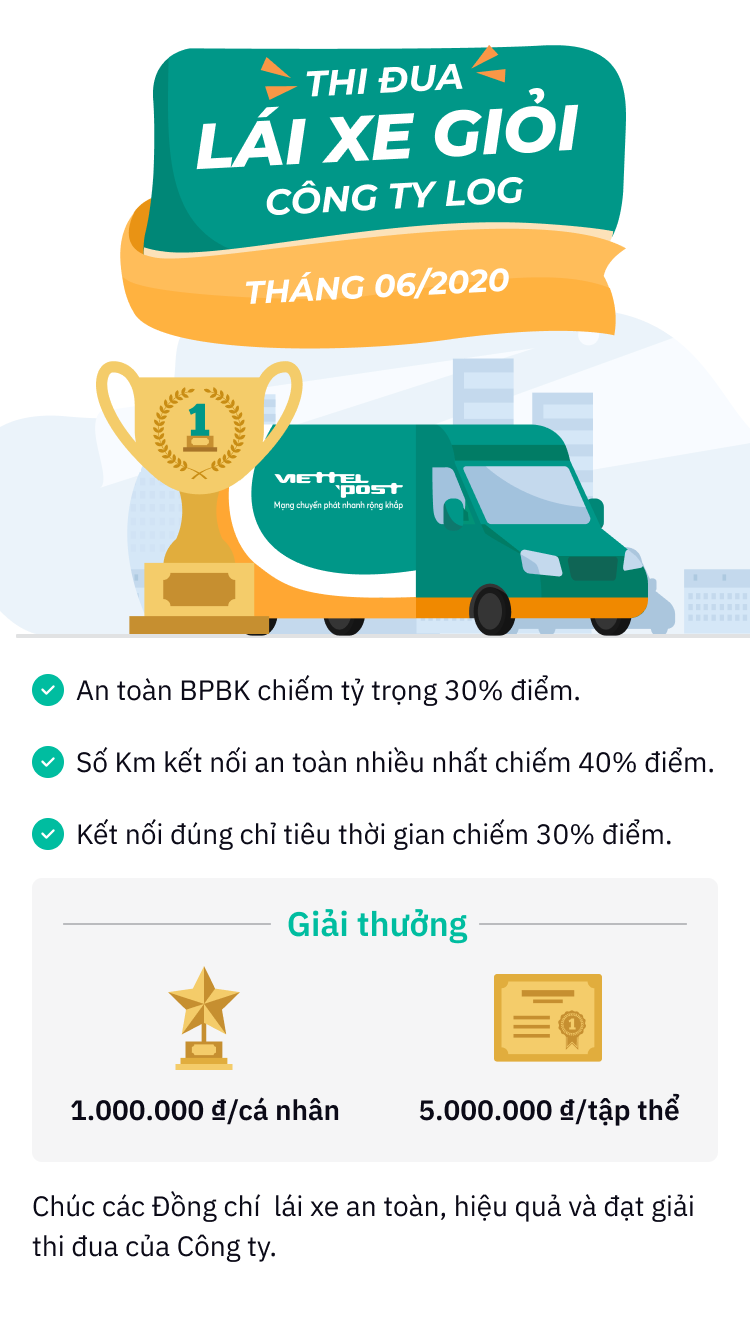 THI ĐUA
LÁI XE GIỎI
CÔNG TY LOG
THÁNG 06/2020
1
VIETTEL
POST
Mạng chuyển phát nhanh rộng khắp
An toàn BPBK chiếm tỷ trọng 30% điểm.
Số Km kết nối an toàn nhiều nhất chiếm 40% điểm.
Kết nối đúng chỉ tiêu thời gian chiếm 30% điểm.
Giải thưởng
1
1.000.000 ₫/cá nhân
5.000.000 ₫/tập thể
Chúc các Đồng chí  lái xe an toàn, hiệu quả và đạt giải
thi đua của Công ty.